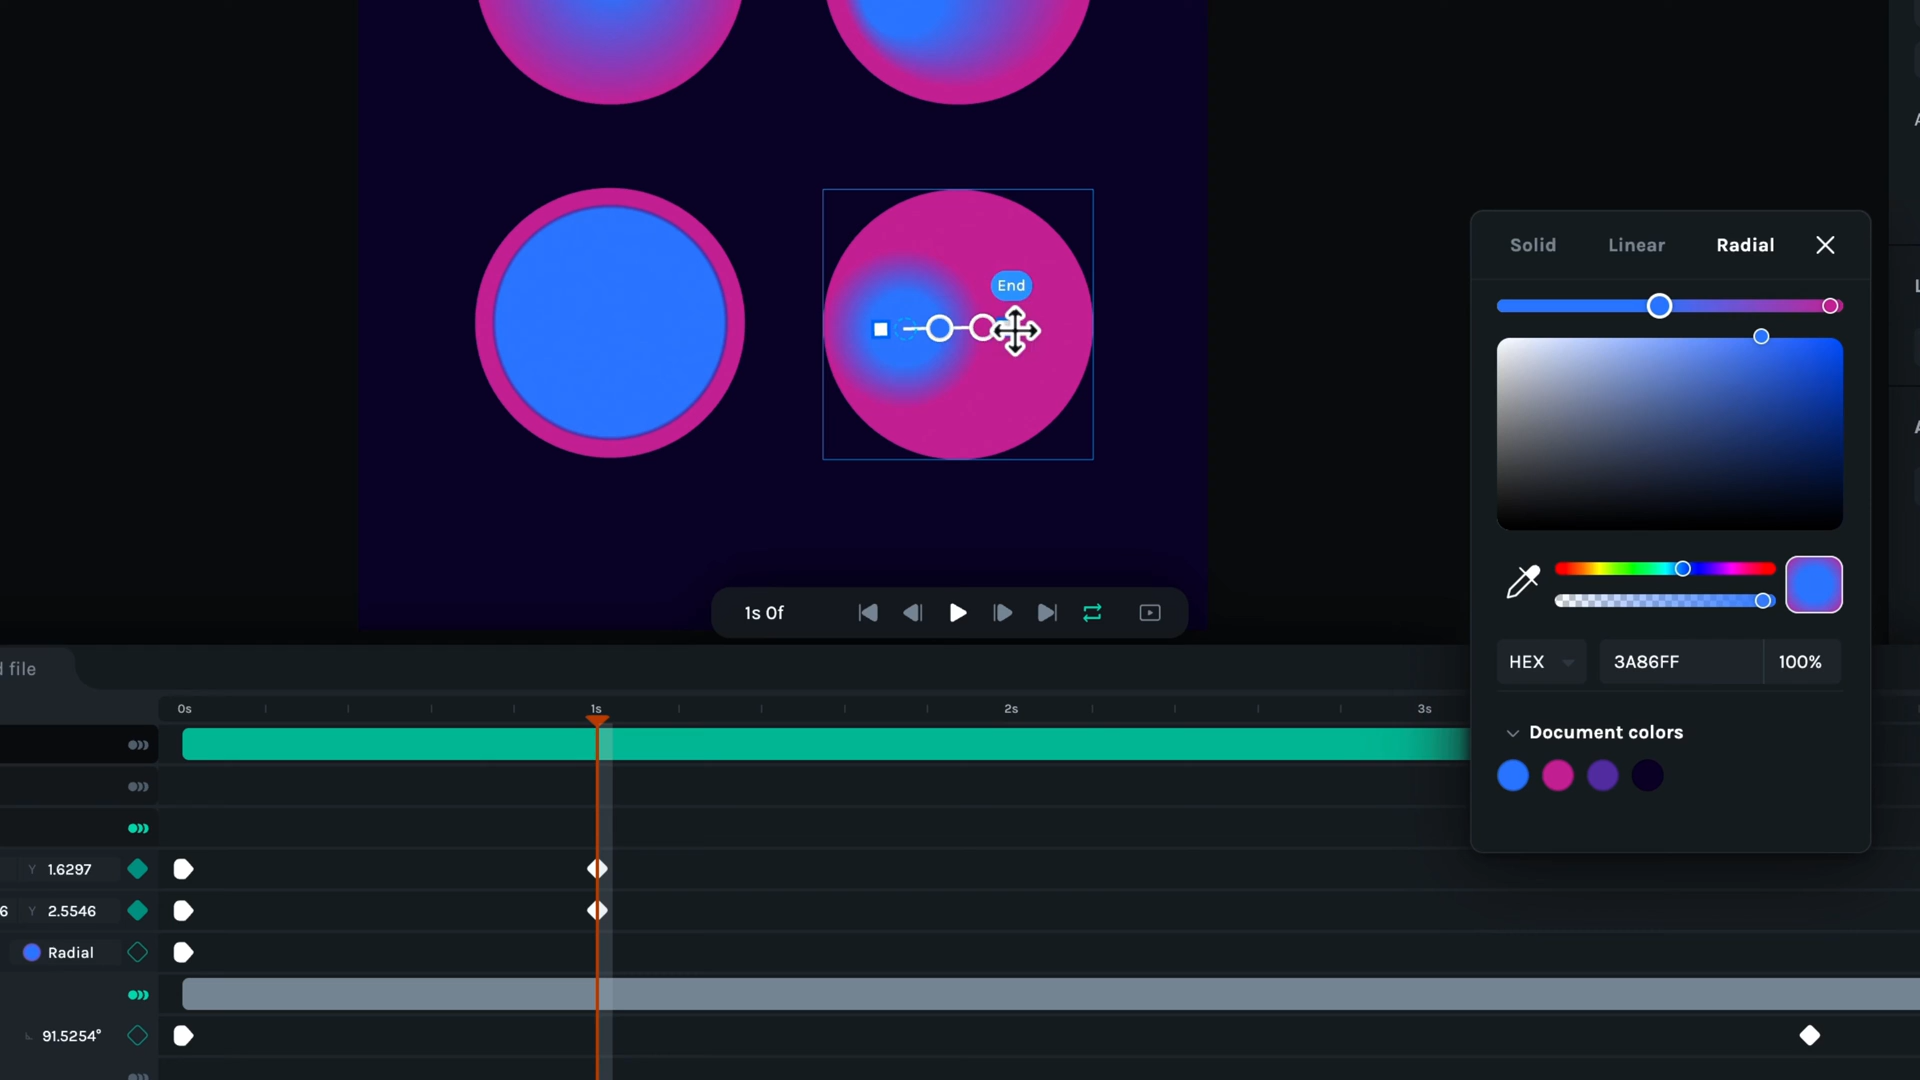 Solid Linear Radial
End
HEX 3A86FF 100%
1s 0f
Document colors
d file
0s 1s 2s 3s
Y 1.6297
6 Y 2.5546
Radial
91.5254°